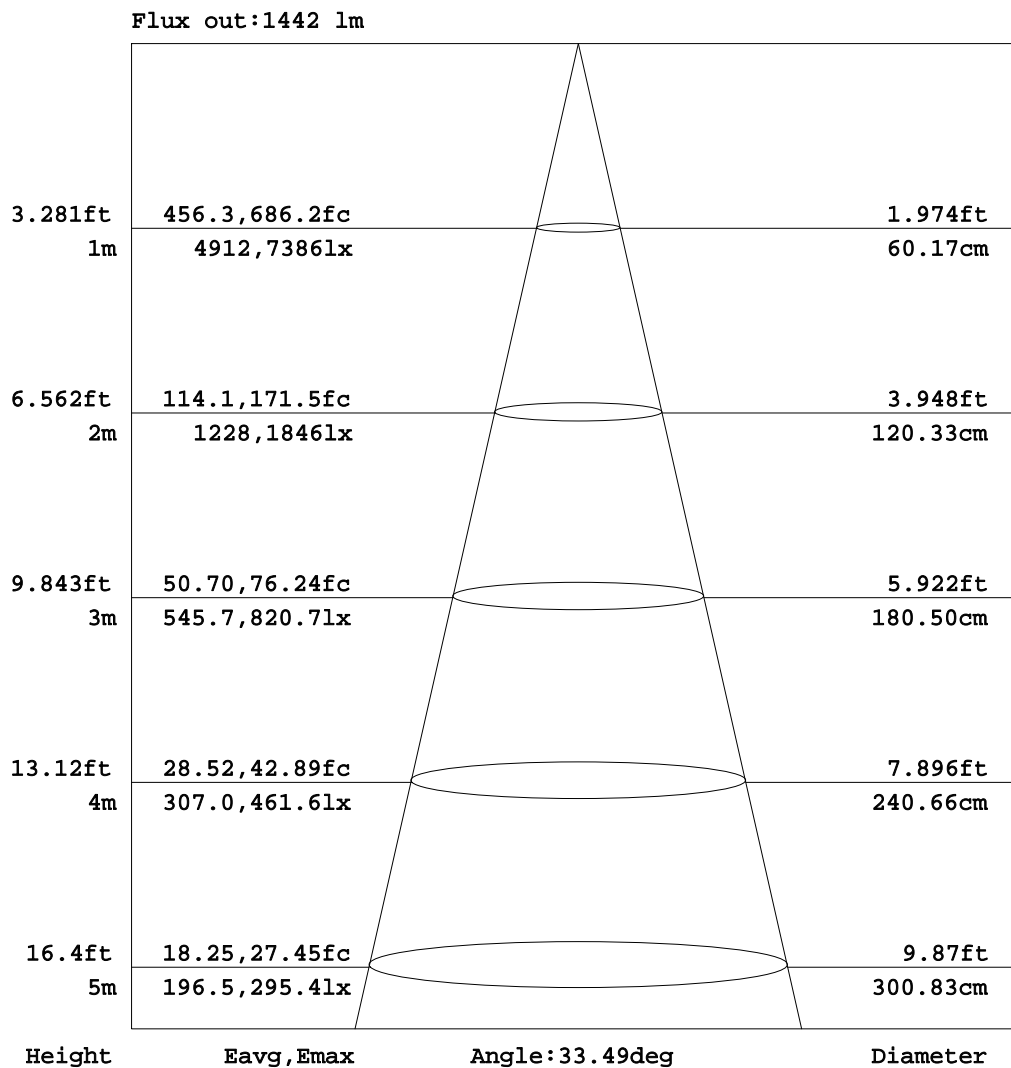 Flux out:1442 lm
3.281ft 456.3,686.2fc 1.974ft
1m 4912,7386lx 60.17cm
6.562ft 114.1,171.5fc 3.948ft
2m 1228,1846lx 120.33cm
9.843ft 50.70,76.24fc 5.922ft
3m 545.7,820.7lx 180.50cm
13.12ft 28.52,42.89fc 7.896ft
4m 307.0,461.6lx 240.66cm
16.4ft 18.25,27.45fc 9.87ft
5m 196.5,295.4lx 300.83cm
Height Eavg,Emax Angle:33.49deg Diameter